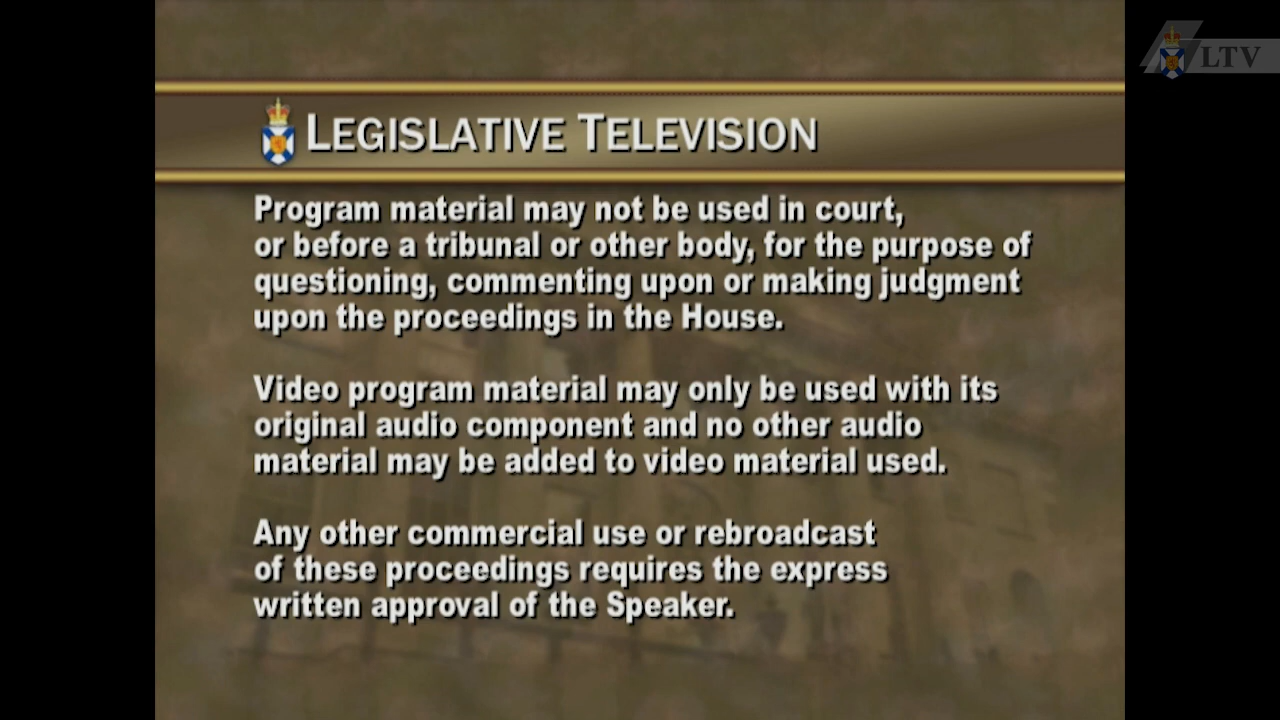 LTV
LEGISLATIVE TELEVISION
Program material may not be used in court,
or before a tribunal or other body, for the purpose of
questioning, commenting upon or making judgment
upon the proceedings in the House.
Video program material may only be used with its
original audio component and no other audio
material may be added to video material used.
Any other commercial use or rebroadcast
of these proceedings requires the express
written approval of the Speaker.